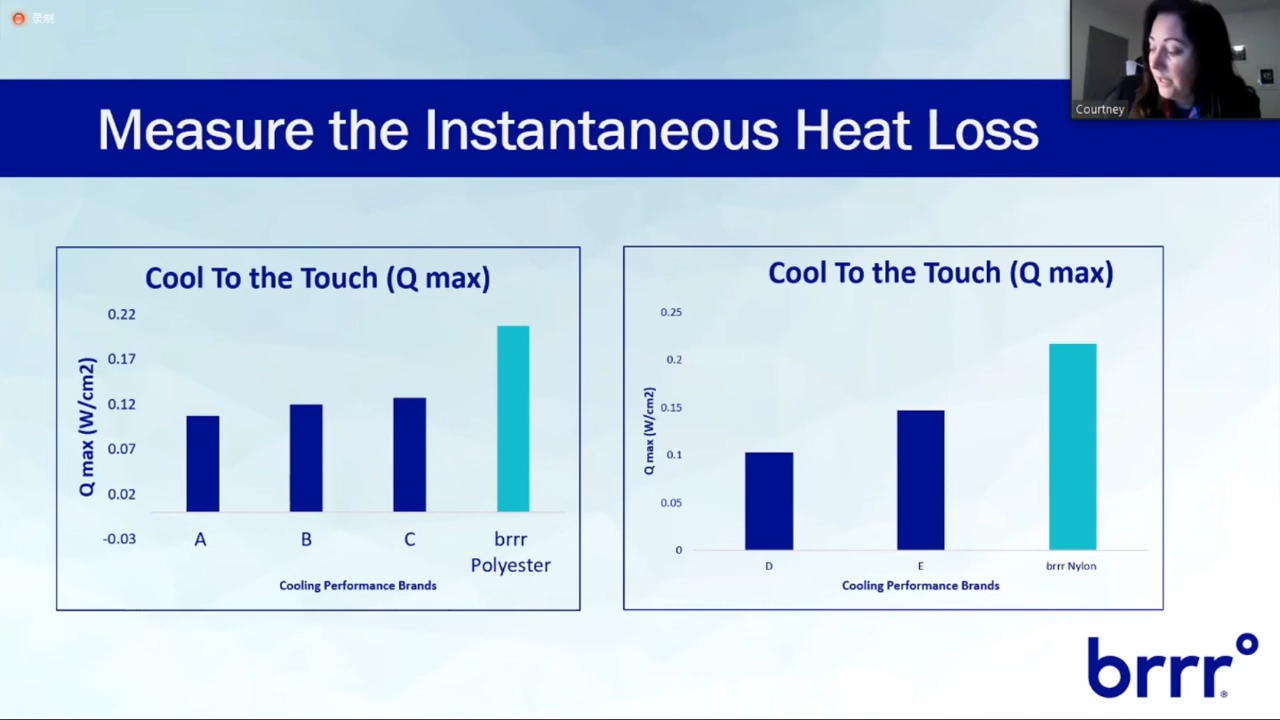 录制
Courtney
Measure the Instantaneous Heat Loss
Cool To the Touch (Q max)
Q max (W/cm2)
0.22
0.17
0.12
0.07
0.02
-0.03
A
B
C
brrr
Polyester
Cooling Performance Brands
Cool To the Touch (Q max)
Q max (W/cm2)
0.25
0.2
0.15
0.1
0.05
0
D
E
brrr Nylon
Cooling Performance Brands
brrr°®